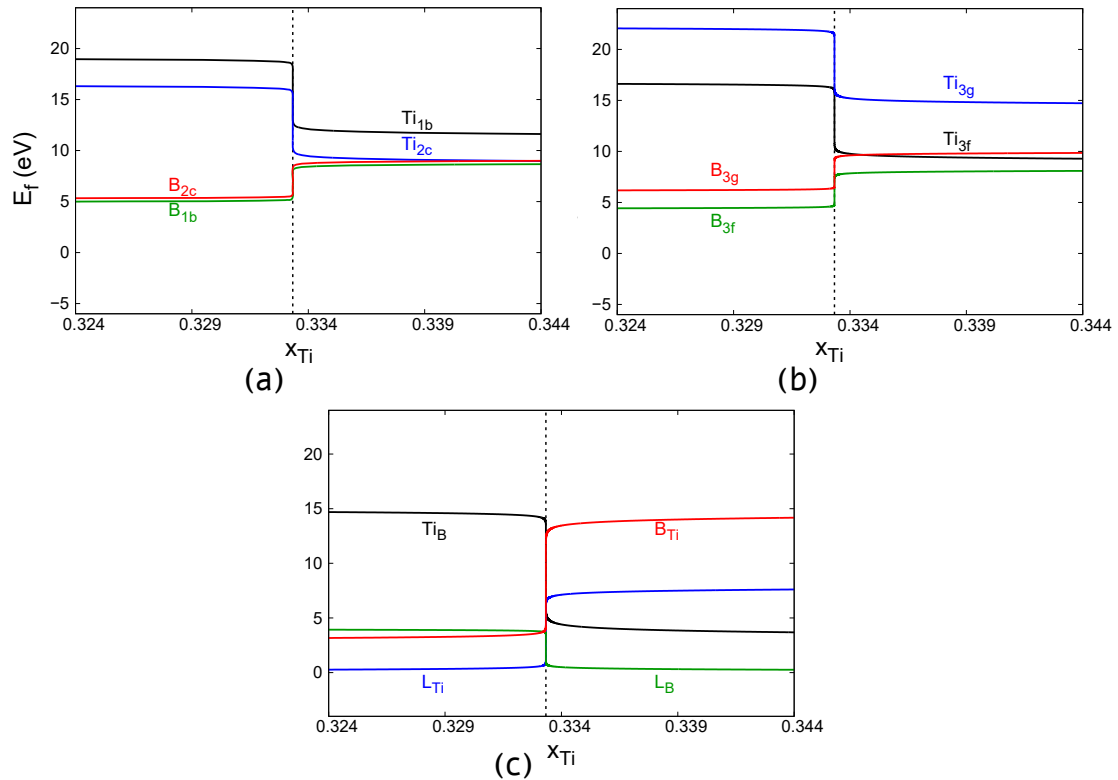 E_f (eV)
20
15
10
5
0
−5
Ti_1b
Ti_2c
B_2c
B_1b
0.324
0.329
0.334
0.339
0.344
x_Ti
(a)
20
15
10
5
0
−5
Ti_3g
Ti_3f
B_3g
B_3f
0.324
0.329
0.334
0.339
0.344
x_Ti
(b)
20
15
10
5
0
Ti_B
B_Ti
L_Ti
L_B
0.324
0.329
0.334
0.339
0.344
x_Ti
(c)